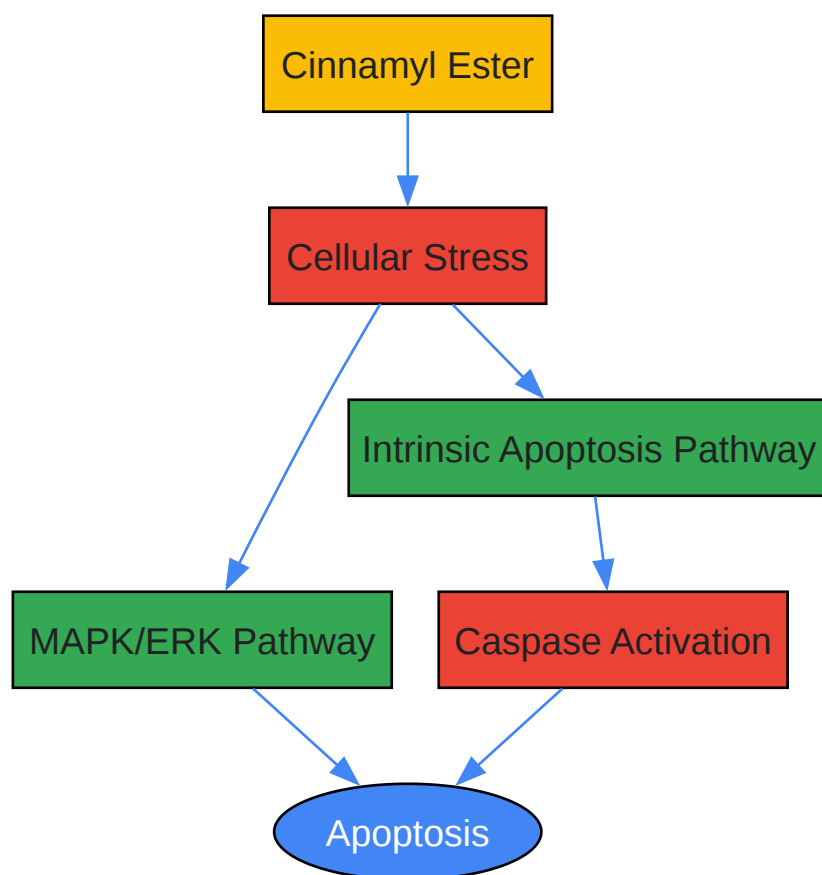 Cinnamyl Ester
Cellular Stress
Intrinsic Apoptosis Pathway
MAPK/ERK Pathway
Caspase Activation
Apoptosis